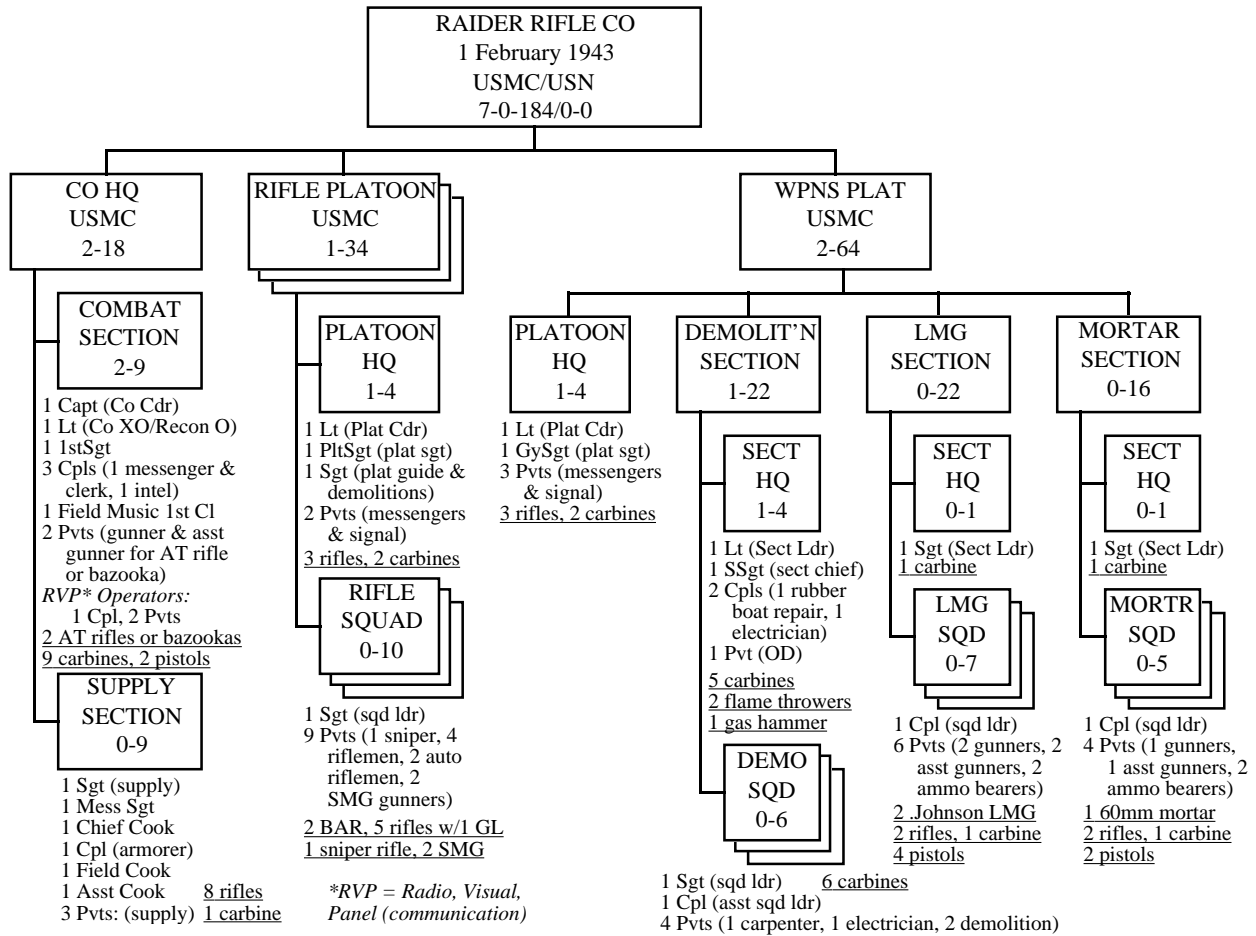 RAIDER RIFLE CO
1 February 1943
USMC/USN
7-0-184/0-0
CO HQ
USMC
2-18
RIFLE PLATOON
USMC
1-34
WPNS PLAT
USMC
2-64
COMBAT
SECTION
2-9
1 Capt (Co Cdr)
1 Lt (Co XO/Recon O)
1 1stSgt
3 Cpls (1 messenger &
clerk, 1 intel)
1 Field Music 1st Cl
2 Pvts (gunner & asst
gunner for AT rifle
or bazooka)
RVP* Operators:
1 Cpl, 2 Pvts
2 AT rifles or bazookas
9 carbines, 2 pistols
SUPPLY
SECTION
0-9
1 Sgt (supply)
1 Mess Sgt
1 Chief Cook
1 Cpl (armorer)
1 Field Cook
1 Asst Cook 8 rifles
3 Pvts: (supply) 1 carbine
PLATOON
HQ
1-4
1 Lt (Plat Cdr)
1 PltSgt (plat sgt)
1 Sgt (plat guide &
demolitions)
2 Pvts (messengers
& signal)
3 rifles, 2 carbines
RIFLE
SQUAD
0-10
1 Sgt (sqd ldr)
9 Pvts (1 sniper, 4
riflemen, 2 auto
riflemen, 2
SMG gunners)
2 BAR, 5 rifles w/1 GL
1 sniper rifle, 2 SMG
*RVP = Radio, Visual,
Panel (communication)
PLATOON
HQ
1-4
1 Lt (Plat Cdr)
1 GySgt (plat sgt)
3 Pvts (messengers
& signal)
3 rifles, 2 carbines
DEMOLIT'N
SECTION
1-22
SECT
HQ
1-4
1 Lt (Sect Ldr)
1 SSgt (sect chief)
2 Cpls (1 rubber
boat repair, 1
electrician)
1 Pvt (OD)
5 carbines
2 flame throwers
1 gas hammer
DEMO
SQD
0-6
1 Sgt (sqd ldr) 6 carbines
1 Cpl (asst sqd ldr)
4 Pvts (1 carpenter, 1 electrician, 2 demolition)
LMG
SECTION
0-22
SECT
HQ
0-1
1 Sgt (Sect Ldr)
1 carbine
LMG
SQD
0-7
1 Cpl (sqd ldr)
6 Pvts (2 gunners, 2
asst gunners, 2
ammo bearers)
2 .Johnson LMG
2 rifles, 1 carbine
4 pistols
MORTAR
SECTION
0-16
SECT
HQ
0-1
1 Sgt (Sect Ldr)
1 carbine
MORTR
SQD
0-5
1 Cpl (sqd ldr)
4 Pvts (1 gunners,
1 asst gunners, 2
ammo bearers)
1 60mm mortar
2 rifles, 1 carbine
2 pistols